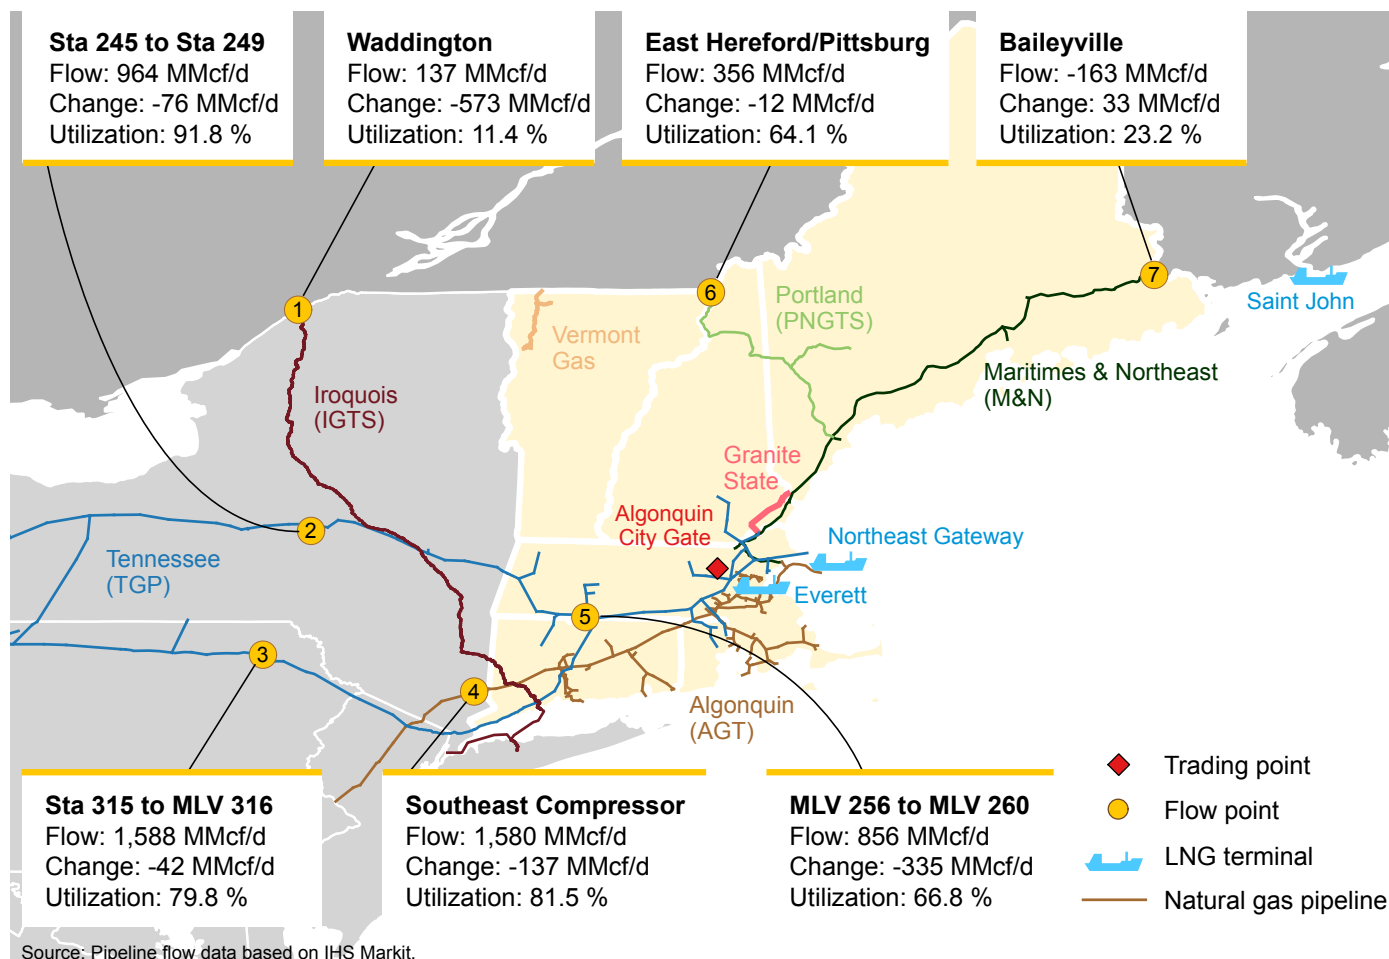 Sta 245 to Sta 249
Flow: 964 MMcf/d
Change: -76 MMcf/d
Utilization: 91.8 %
Waddington
Flow: 137 MMcf/d
Change: -573 MMcf/d
Utilization: 11.4 %
East Hereford/Pittsburg
Flow: 356 MMcf/d
Change: -12 MMcf/d
Utilization: 64.1 %
Baileyville
Flow: -163 MMcf/d
Change: 33 MMcf/d
Utilization: 23.2 %
1
6
7
Portland
(PNGTS)
Saint John
Vermont
Gas
Maritimes & Northeast
(M&N)
Iroquois
(IGTS)
Granite
State
Algonquin
City Gate
2
Northeast Gateway
Tennessee
(TGP)
Everett
5
3
4
Algonquin
(AGT)
Sta 315 to MLV 316
Flow: 1,588 MMcf/d
Change: -42 MMcf/d
Utilization: 79.8 %
Southeast Compressor
Flow: 1,580 MMcf/d
Change: -137 MMcf/d
Utilization: 81.5 %
MLV 256 to MLV 260
Flow: 856 MMcf/d
Change: -335 MMcf/d
Utilization: 66.8 %
Trading point
Flow point
LNG terminal
Natural gas pipeline
Source: Pipeline flow data based on IHS Markit.